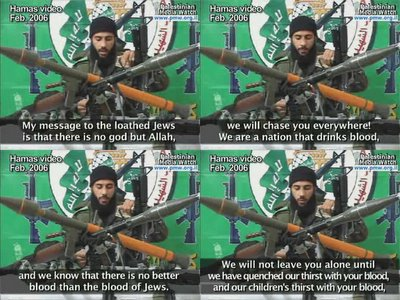 Hamas video
Feb. 2006
Palestinian
Media Watch
www.pmw.org.il
My message to the loathed Jews
is that there is no god but Allah,
Hamas video
Feb. 2006
Palestinian
Media Watch
www.pmw.org.il
we will chase you everywhere!
We are a nation that drinks blood,
Hamas video
Feb. 2006
Palestinian
Media Watch
www.pmw.org.il
and we know that there is no better
blood than the blood of Jews.
Hamas video
Feb. 2006
Palestinian
Media Watch
www.pmw.org.il
We will not leave you alone until
we have quenched our thirst with your blood,
and our children's thirst with your blood,